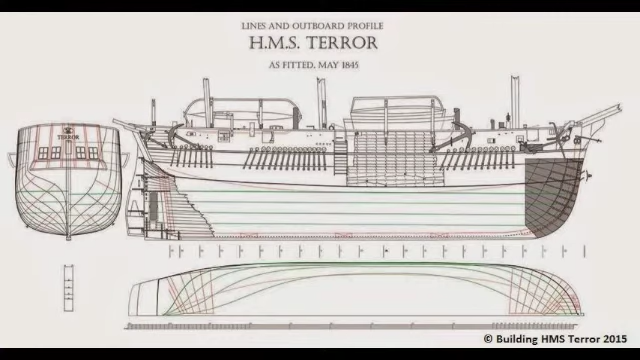 LINES AND OUTBOARD PROFILE
H.M.S. TERROR
AS FITTED, MAY 1845
TERROR
© Building HMS Terror 2015